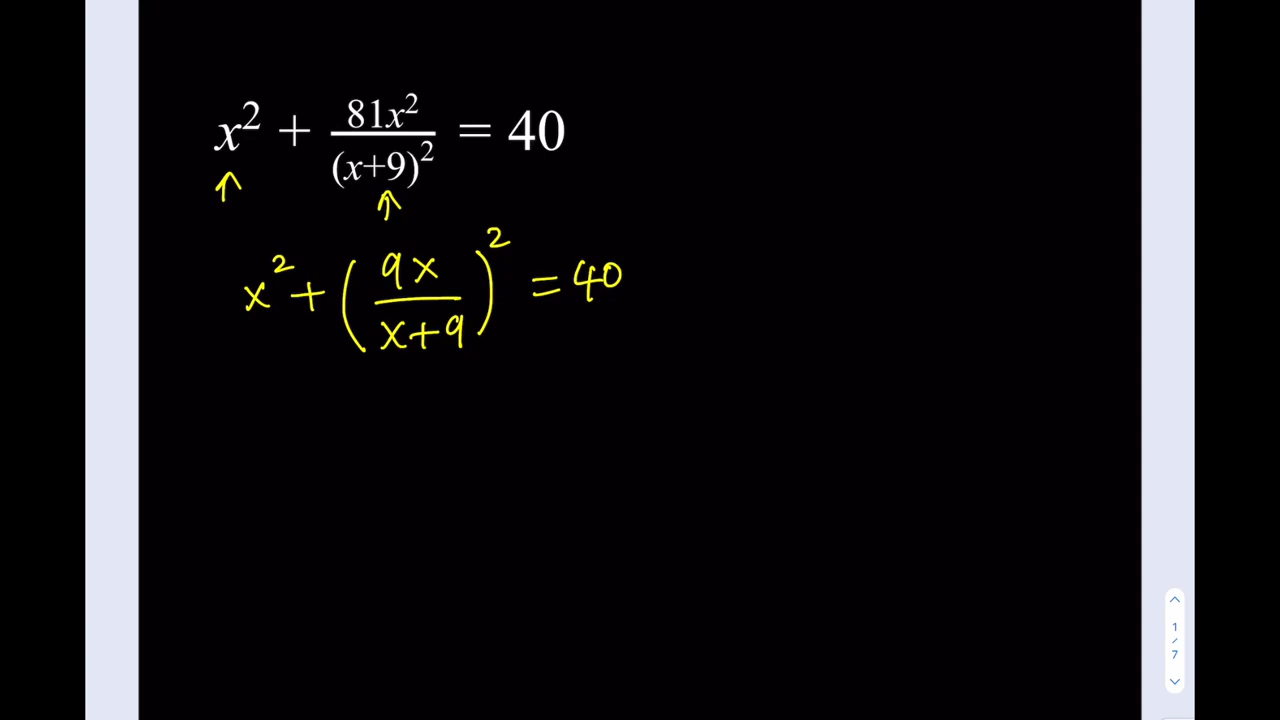 x² + 81x²/(x+9)² = 40
x² + (9x/(x+9))² = 40
1
/
7